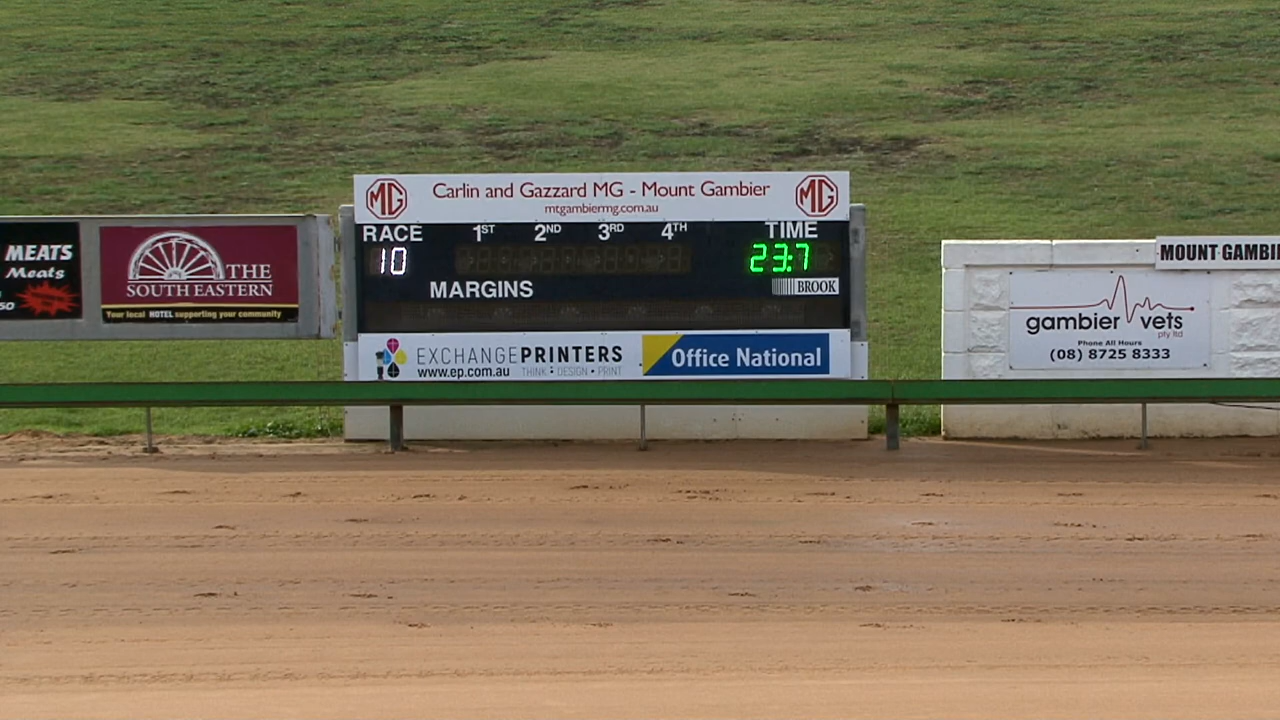 MEATS
Meats
50
THE
SOUTH EASTERN
Your local HOTEL supporting your community
MG Carlin and Gazzard MG - Mount Gambier MG
mtgambiermg.com.au
RACE 1ST 2ND 3RD 4TH TIME
10 23.7
MARGINS BROOK
EXCHANGEPRINTERS
www.ep.com.au THINK • DESIGN • PRINT
Office National
MOUNT GAMBIE
gambier vets
pty ltd
Phone All Hours
(08) 8725 8333